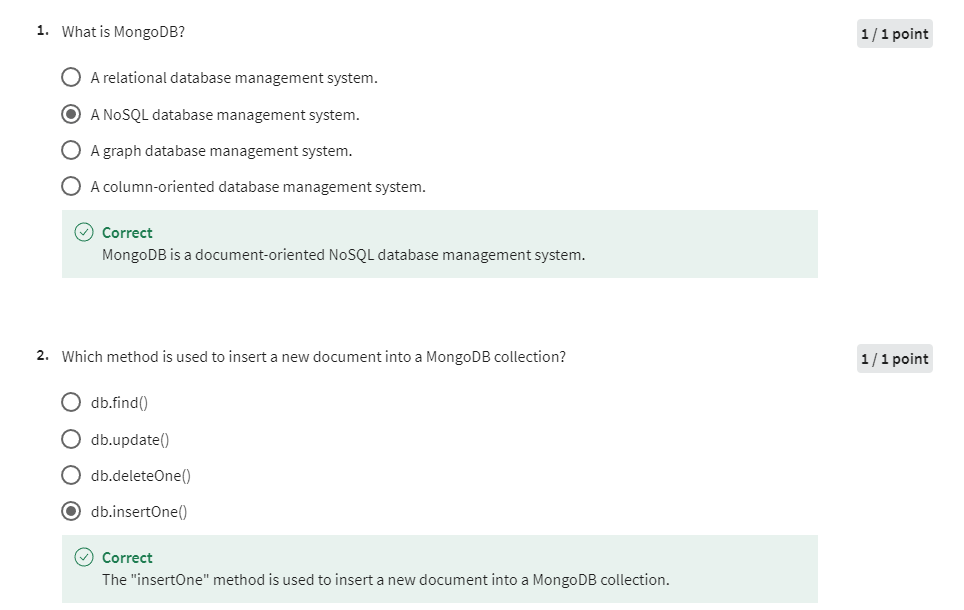 1. What is MongoDB?
1 / 1 point
A relational database management system.
A NoSQL database management system.
A graph database management system.
A column-oriented database management system.
Correct
MongoDB is a document-oriented NoSQL database management system.
2. Which method is used to insert a new document into a MongoDB collection?
1 / 1 point
db.find()
db.update()
db.deleteOne()
db.insertOne()
Correct
The "insertOne" method is used to insert a new document into a MongoDB collection.